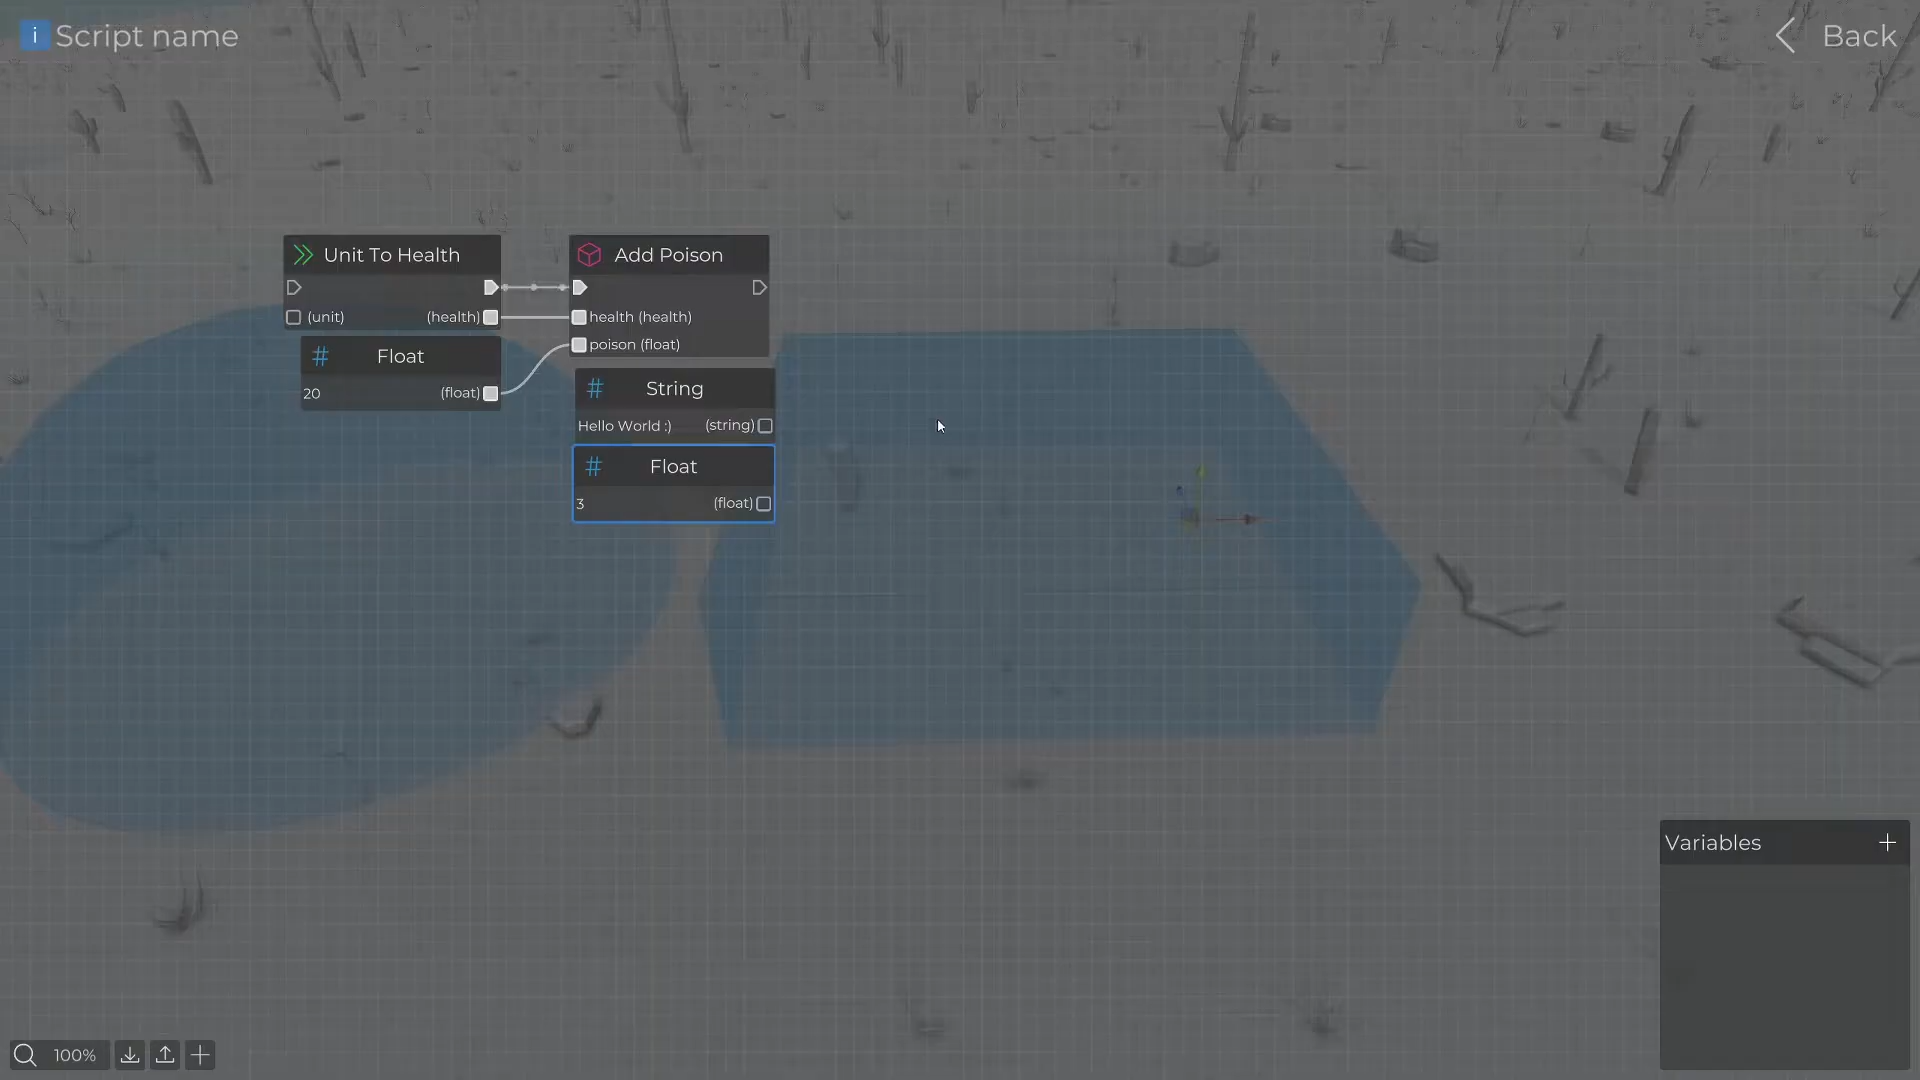 i Script name
Back
Unit To Health
(unit) (health)
Float
20 (float)
Add Poison
health (health)
poison (float)
String
Hello World :) (string)
Float
3 (float)
Variables +
100%